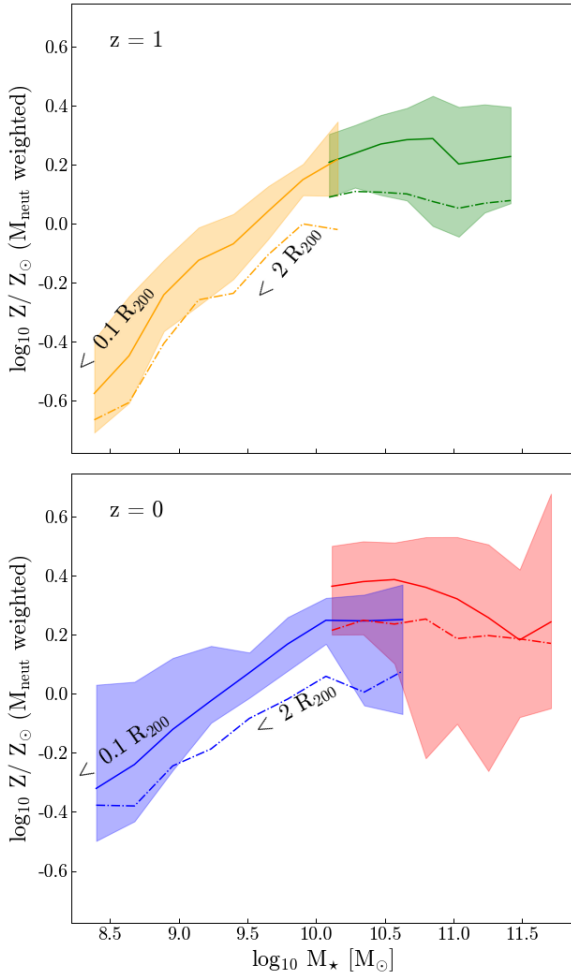 z = 1
0.6
0.4
0.2
0.0
-0.2
-0.4
-0.6
log₁₀ Z/ Z⊙ (M_neut weighted)
< 0.1 R₂₀₀
< 2 R₂₀₀
z = 0
0.6
0.4
0.2
0.0
-0.2
-0.4
-0.6
log₁₀ Z/ Z⊙ (M_neut weighted)
< 0.1 R₂₀₀
< 2 R₂₀₀
8.5 9.0 9.5 10.0 10.5 11.0 11.5
log₁₀ M⋆ [M⊙]